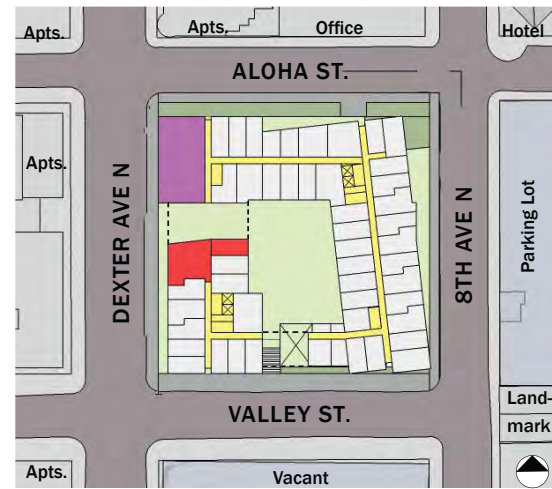 Apts.
Apts.
Office
Hotel
ALOHA ST.
Apts.
DEXTER AVE N
8TH AVE N
Parking Lot
Land-
mark
VALLEY ST.
Apts.
Vacant